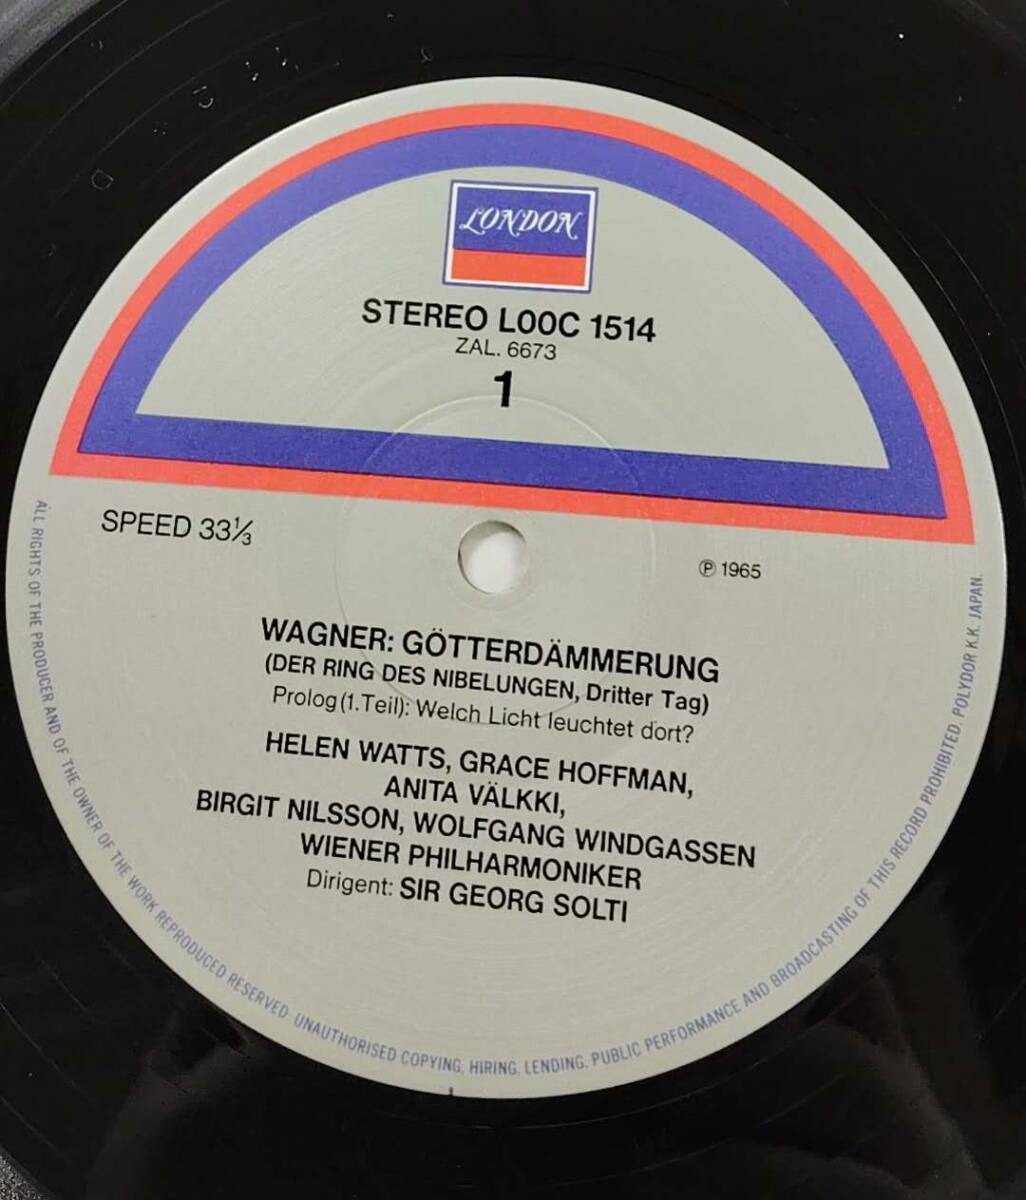 LONDON
STEREO L00C 1514
ZAL. 6673
1
SPEED 33⅓
℗ 1965
WAGNER: GÖTTERDÄMMERUNG
(DER RING DES NIBELUNGEN, Dritter Tag)
Prolog (1. Teil): Welch Licht leuchtet dort?
HELEN WATTS, GRACE HOFFMAN,
ANITA VÄLKKI,
BIRGIT NILSSON, WOLFGANG WINDGASSEN
WIENER PHILHARMONIKER
Dirigent: SIR GEORG SOLTI
ALL RIGHTS OF THE PRODUCER AND OF THE OWNER OF THE WORK REPRODUCED RESERVED. UNAUTHORISED COPYING, HIRING, LENDING, PUBLIC PERFORMANCE AND BROADCASTING OF THIS RECORD PROHIBITED. POLYDOR K.K. JAPAN.